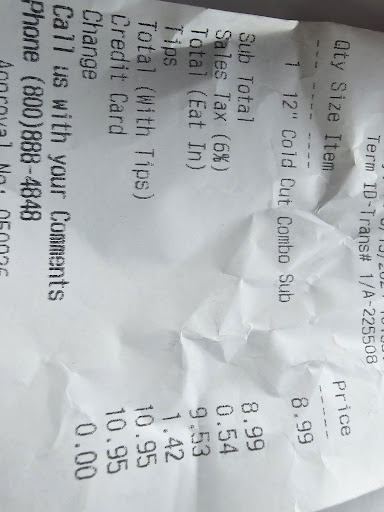 Term ID-Trans# 1/A-225508
Qty Size Item Price
--- ---- ---- -----
1 12" Cold Cut Combo Sub 8.99
Sub Total 8.99
Sales Tax (6%) 0.54
Total (Eat In) 9.53
Tips 1.42
Total (With Tips) 10.95
Credit Card 10.95
Change 0.00
Call us with your Comments
Phone (800)888-4848
Approval No: